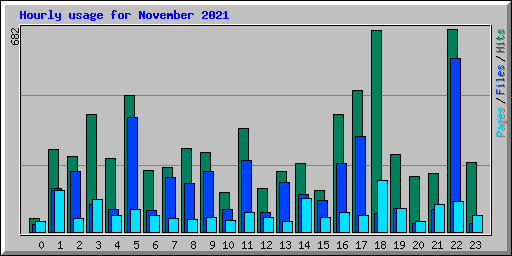 Hourly usage for November 2021
682
Pages / Files / Hits
0 1 2 3 4 5 6 7 8 9 10 11 12 13 14 15 16 17 18 19 20 21 22 23